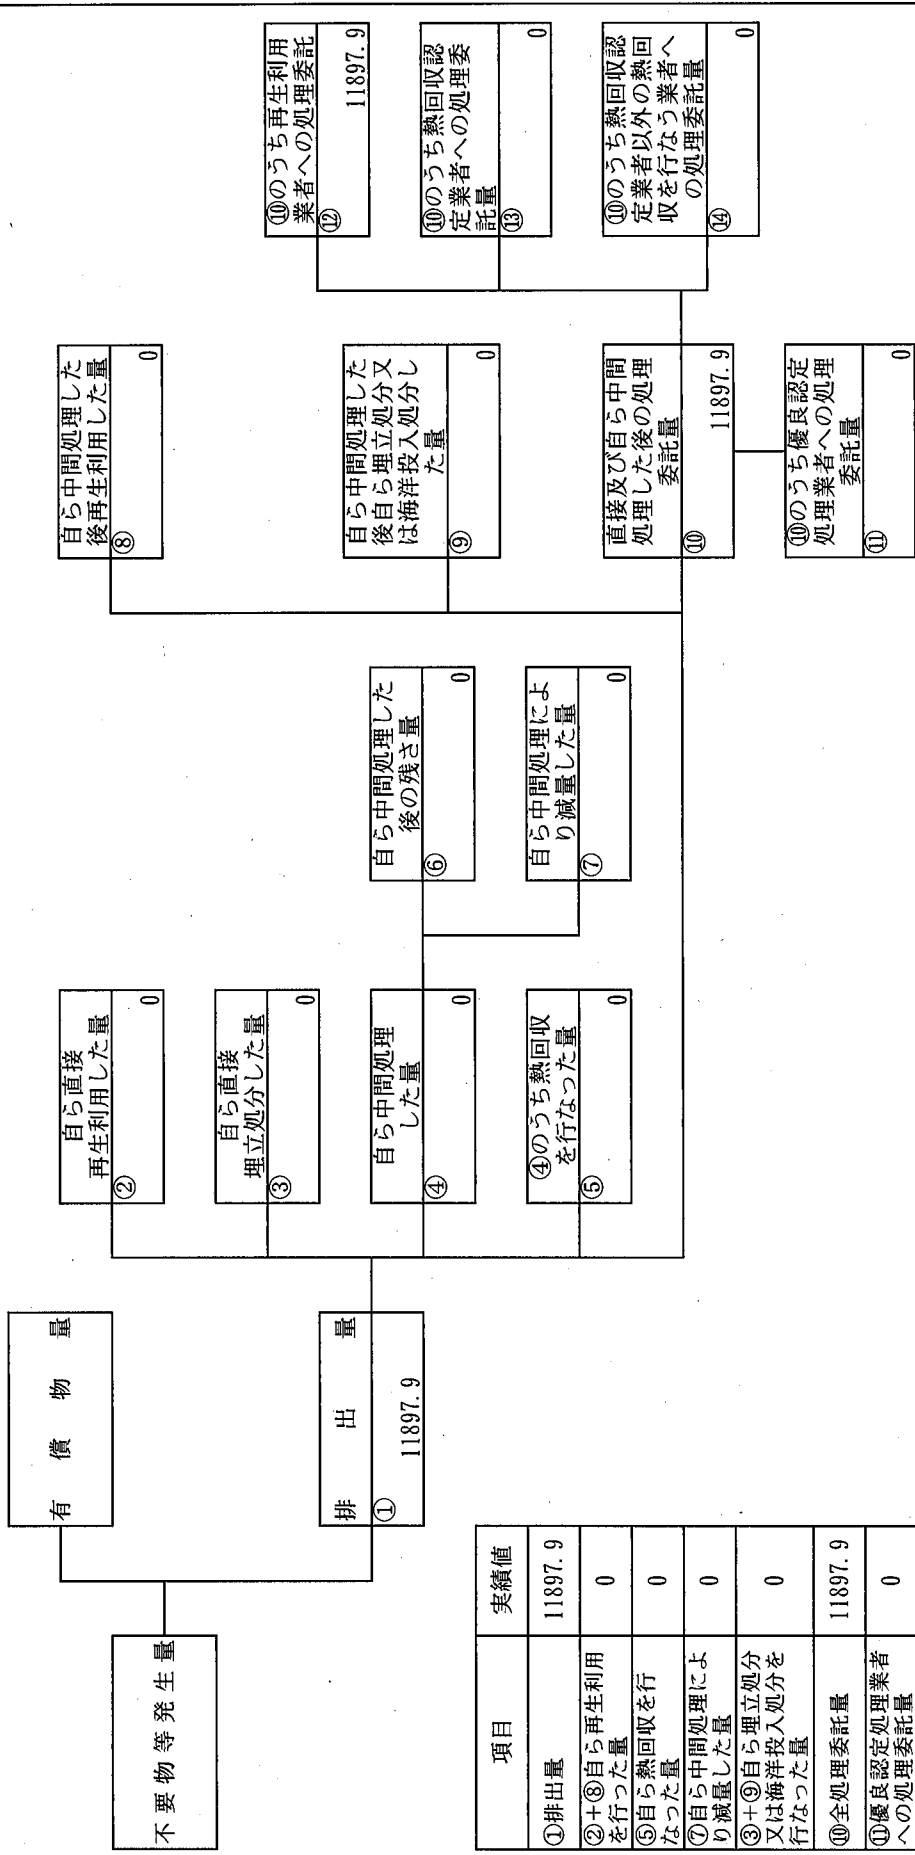 不要物等発生量
有償物量
排出量
①
11897.9
自ら直接
再生利用した量
②
0
自ら直接
埋立処分した量
③
0
自ら中間処理
した量
④
0
④のうち熱回収
を行なった量
⑤
0
自ら中間処理した
後の残さ量
⑥
0
自ら中間処理によ
り減量した量
⑦
0
自ら中間処理した
後再生利用した量
⑧
0
自ら中間処理した
後自ら埋立処分又
は海洋投入処分し
た量
⑨
0
直接及び自ら中間
処理した後の処理
委託量
⑩
11897.9
⑩のうち優良認定
処理業者への処理
委託量
⑪
0
⑩のうち再生利用
業者への処理委託
⑫
11897.9
⑩のうち熱回収認
定業者への処理委
託量
⑬
0
⑩のうち熱回収認
定業者以外の熱回
収を行なう業者へ
の処理委託量
⑭
0
項目 実績値
①排出量 11897.9
②+⑧自ら再生利用
を行った量 0
⑤自ら熱回収を行
なった量 0
⑦自ら中間処理によ
り減量した量 0
③+⑨自ら埋立処分
又は海洋投入処分を
行なった量 0
⑩全処理委託量 11897.9
⑪優良認定処理業者
への処理委託量 0